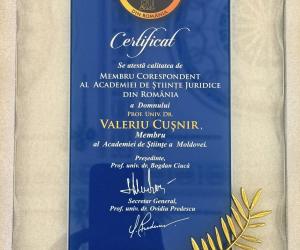 DIN ROMÂNIA
Certificat
Se atestă calitatea de
MEMBRU CORESPONDENT
AL ACADEMIEI DE ȘTIINȚE JURIDICE
DIN ROMÂNIA
a Domnului
PROF. UNIV. DR.
VALERIU CUȘNIR,
Membru
al Academiei de Științe a Moldovei.
Președinte,
Prof. univ. dr. Bogdan Ciucă
Secretar General,
Prof. univ. dr. Ovidiu Predescu